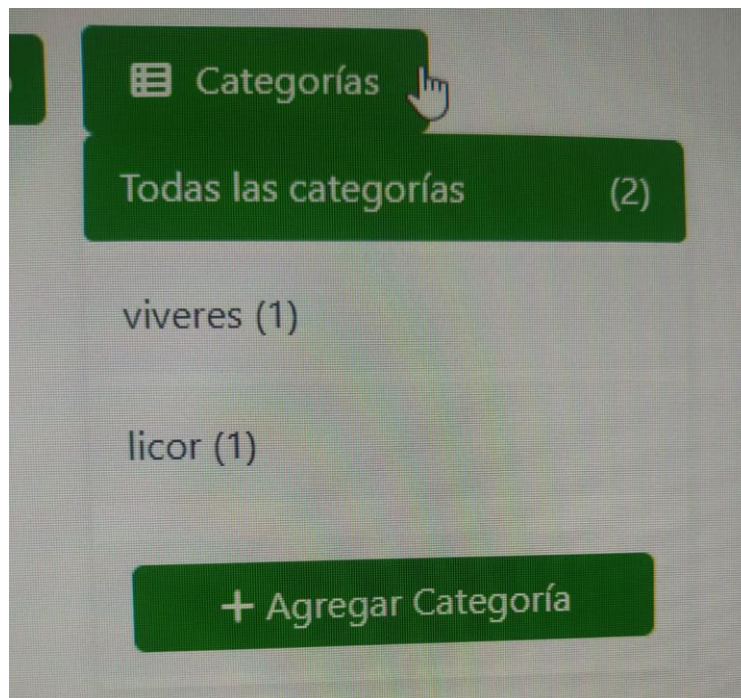 Categorías
Todas las categorías (2)
viveres (1)
licor (1)
+ Agregar Categoría